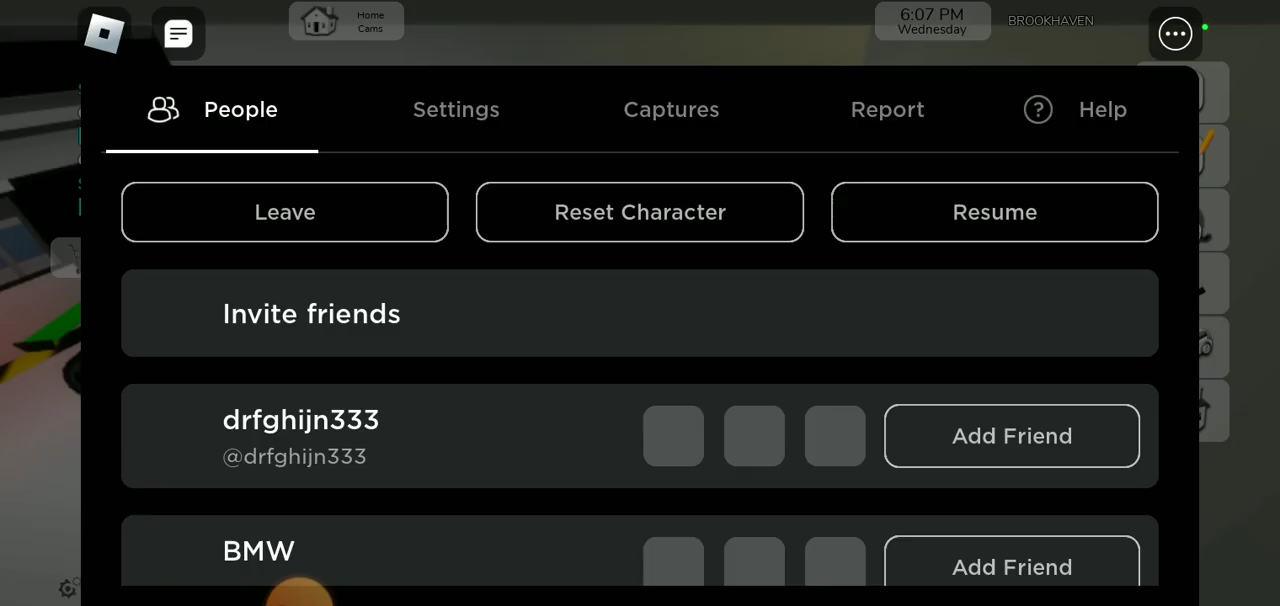 Home
Cams
6:07 PM
Wednesday
BROOKHAVEN
People
Settings
Captures
Report
Help
Leave
Reset Character
Resume
Invite friends
drfghijn333
@drfghijn333
Add Friend
BMW
Add Friend